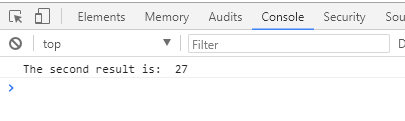 Elements Memory Audits Console Security Sou
top Filter D
The second result is: 27